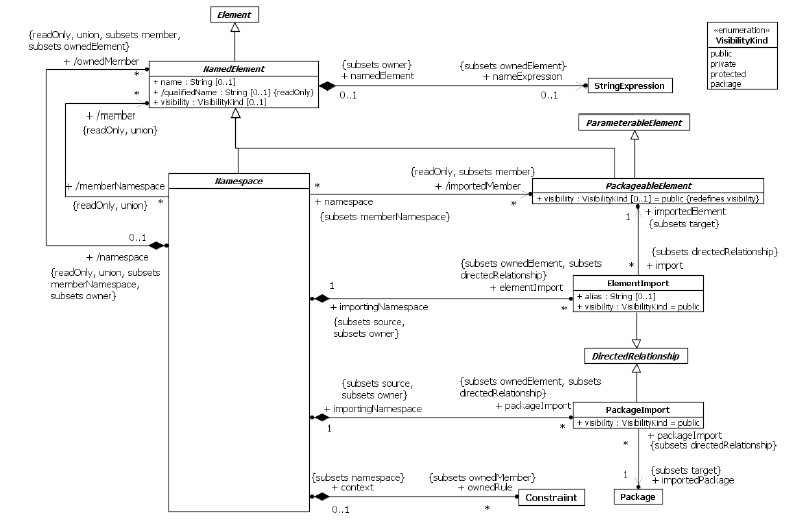 Element
«enumeration»
VisibilityKind
public
private
protected
package
{readOnly, union, subsets member,
subsets ownedElement}
+ /ownedMember
*
NamedElement
+ name : String [0..1]
+ /qualifiedName : String [0..1] {readOnly}
+ visibility : VisibilityKind [0..1]
{subsets owner}
+ namedElement
0..1
{subsets ownedElement}
+ nameExpression
0..1
StringExpression
*
+ /member
{readOnly, union}
ParameterableElement
+ /memberNamespace
*
{readOnly, union}
Namespace
*
+ namespace
{subsets memberNamespace}
{readOnly, subsets member}
+ /importedMember
*
PackageableElement
+ visibility : VisibilityKind [0..1] = public {redefines visibility}
1
+ importedElement
{subsets target}
0..1
+ /namespace
{readOnly, union, subsets
memberNamespace,
subsets owner}
{subsets directedRelationship}
*
+ import
1
+ importingNamespace
{subsets source,
subsets owner}
{subsets ownedElement, subsets
directedRelationship}
+ elementImport
*
ElementImport
+ alias : String [0..1]
+ visibility : VisibilityKind = public
DirectedRelationship
{subsets source,
subsets owner}
+ importingNamespace
1
{subsets ownedElement, subsets
directedRelationship}
+ packageImport
*
PackageImport
+ visibility : VisibilityKind = public
*
+ packageImport
{subsets directedRelationship}
1
{subsets target}
+ importedPackage
Package
{subsets namespace}
+ context
0..1
{subsets ownedMember}
+ ownedRule
*
Constraint